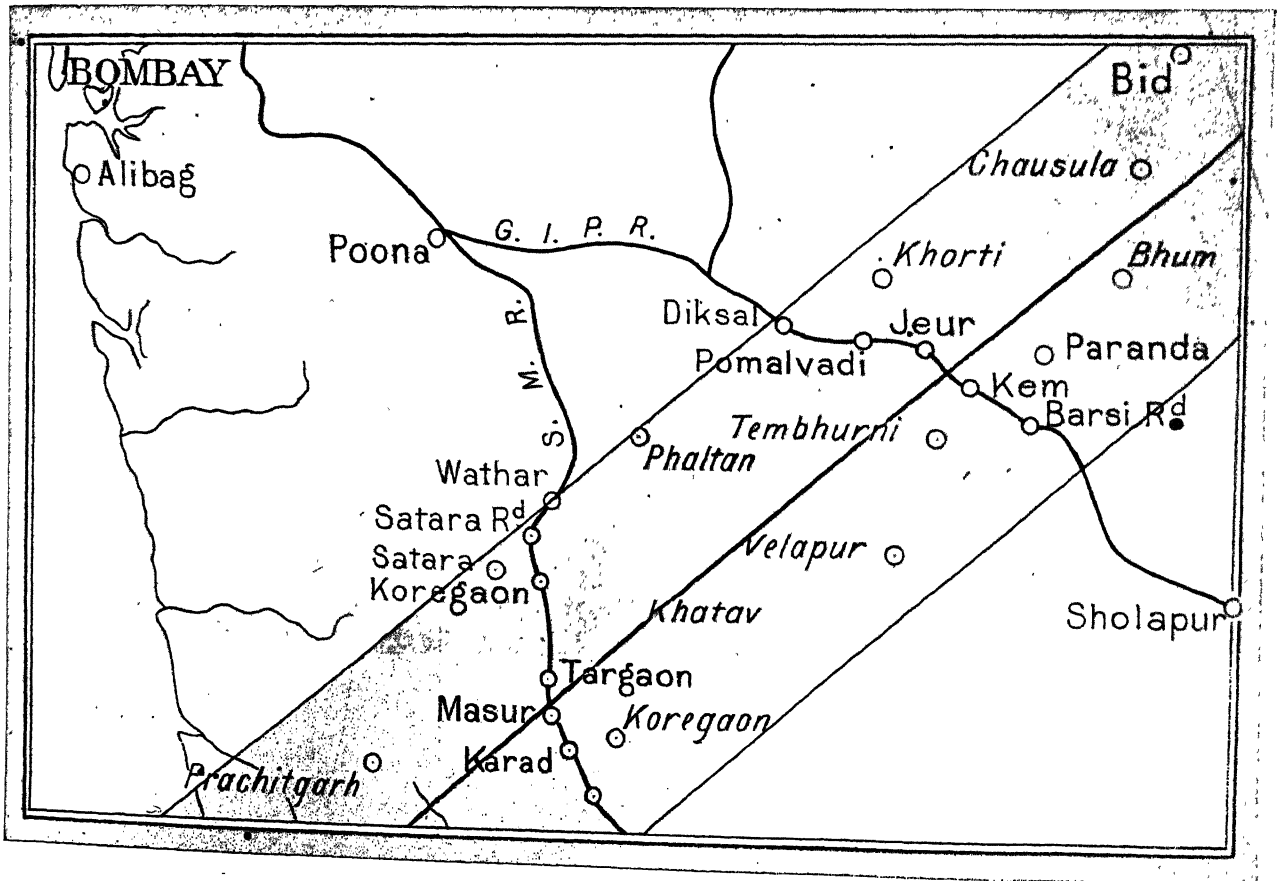 BOMBAY
Bid
Chausula
Alibag
Poona
G. I. P. R.
Khorti
Bhum
Diksal
S. M. R.
Jeur
Pomalvadi
Paranda
Kem
Barsi Rd
Tembhurni
Phaltan
Wathar
Satara Rd
Velapur
Satara
Koregaon
Khatav
Sholapur
Targaon
Masur
Koregaon
Karad
Prachitgarh